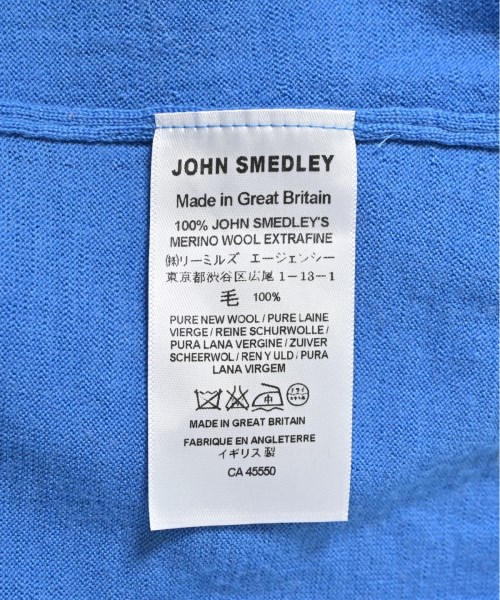 JOHN SMEDLEY
Made in Great Britain
100% JOHN SMEDLEY'S
MERINO WOOL EXTRAFINE
㈱リーミルズ エージェンシー
東京都渋谷区広尾1-13-1
毛 100%
PURE NEW WOOL / PURE LAINE
VIERGE / REINE SCHURWOLLE /
PURA LANA VERGINE / ZUIVER
SCHEERWOL / REN Y ULD / PURA
LANA VIRGEM
MADE IN GREAT BRITAIN
FABRIQUE EN ANGLETERRE
イギリス製
CA 45550